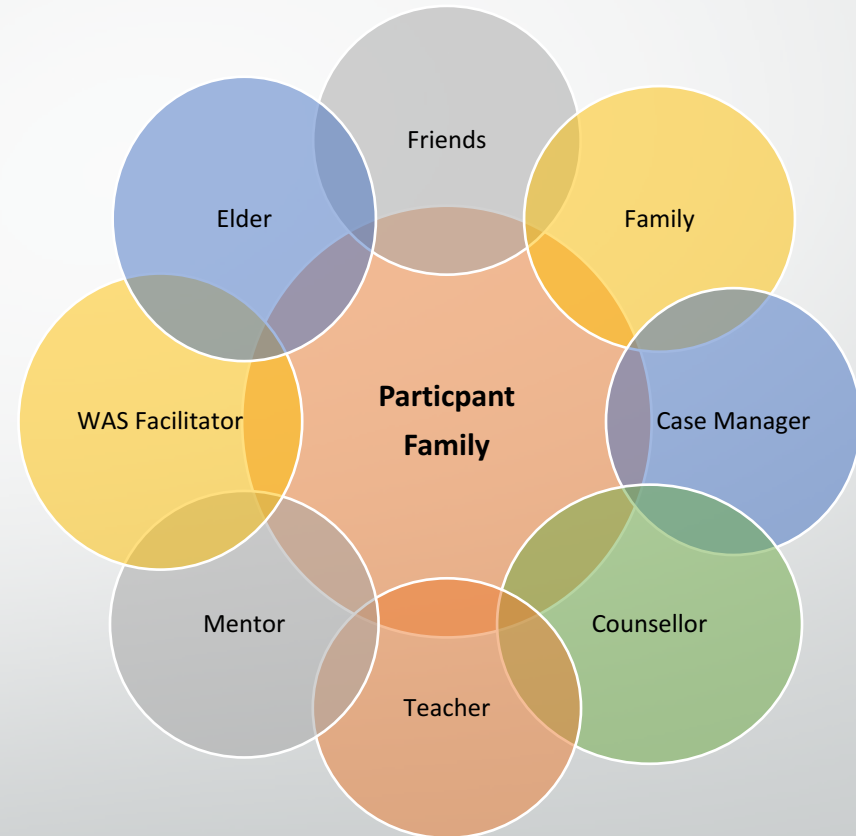 Friends
Elder
Family
Particpant
Family
WAS Facilitator
Case Manager
Mentor
Counsellor
Teacher